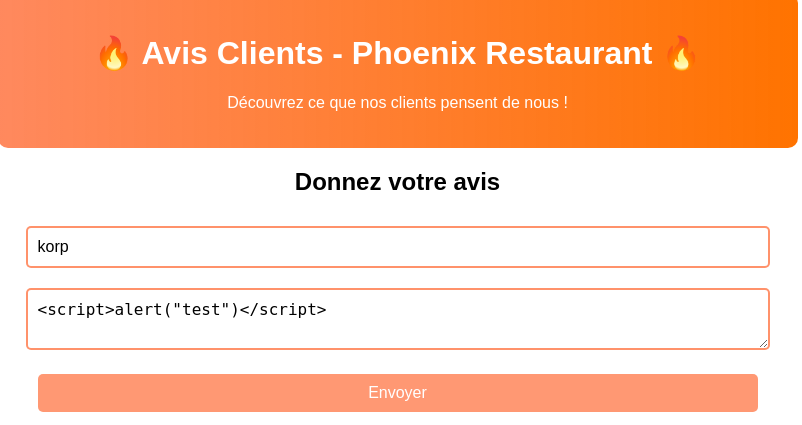 🔥 Avis Clients - Phoenix Restaurant 🔥
Découvrez ce que nos clients pensent de nous !
Donnez votre avis
korp
<script>alert("test")</script>
Envoyer